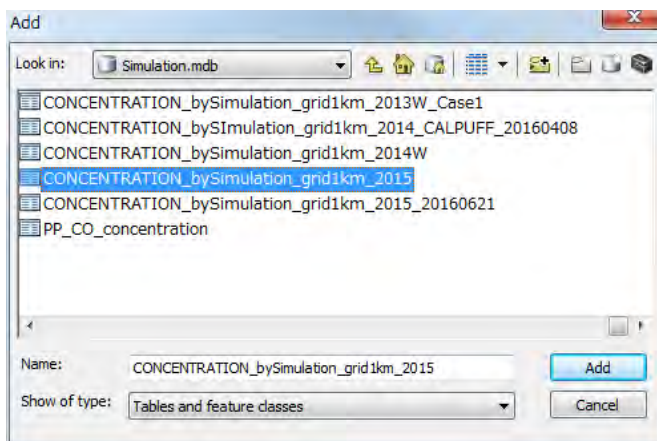 Add
Look in: Simulation.mdb
CONCENTRATION_bySimulation_grid1km_2013W_Case1
CONCENTRATION_bySImulation_grid1km_2014_CALPUFF_20160408
CONCENTRATION_bySimulation_grid1km_2014W
CONCENTRATION_bySimulation_grid1km_2015
CONCENTRATION_bySimulation_grid1km_2015_20160621
PP_CO_concentration
Name: CONCENTRATION_bySimulation_grid1km_2015 Add
Show of type: Tables and feature classes Cancel